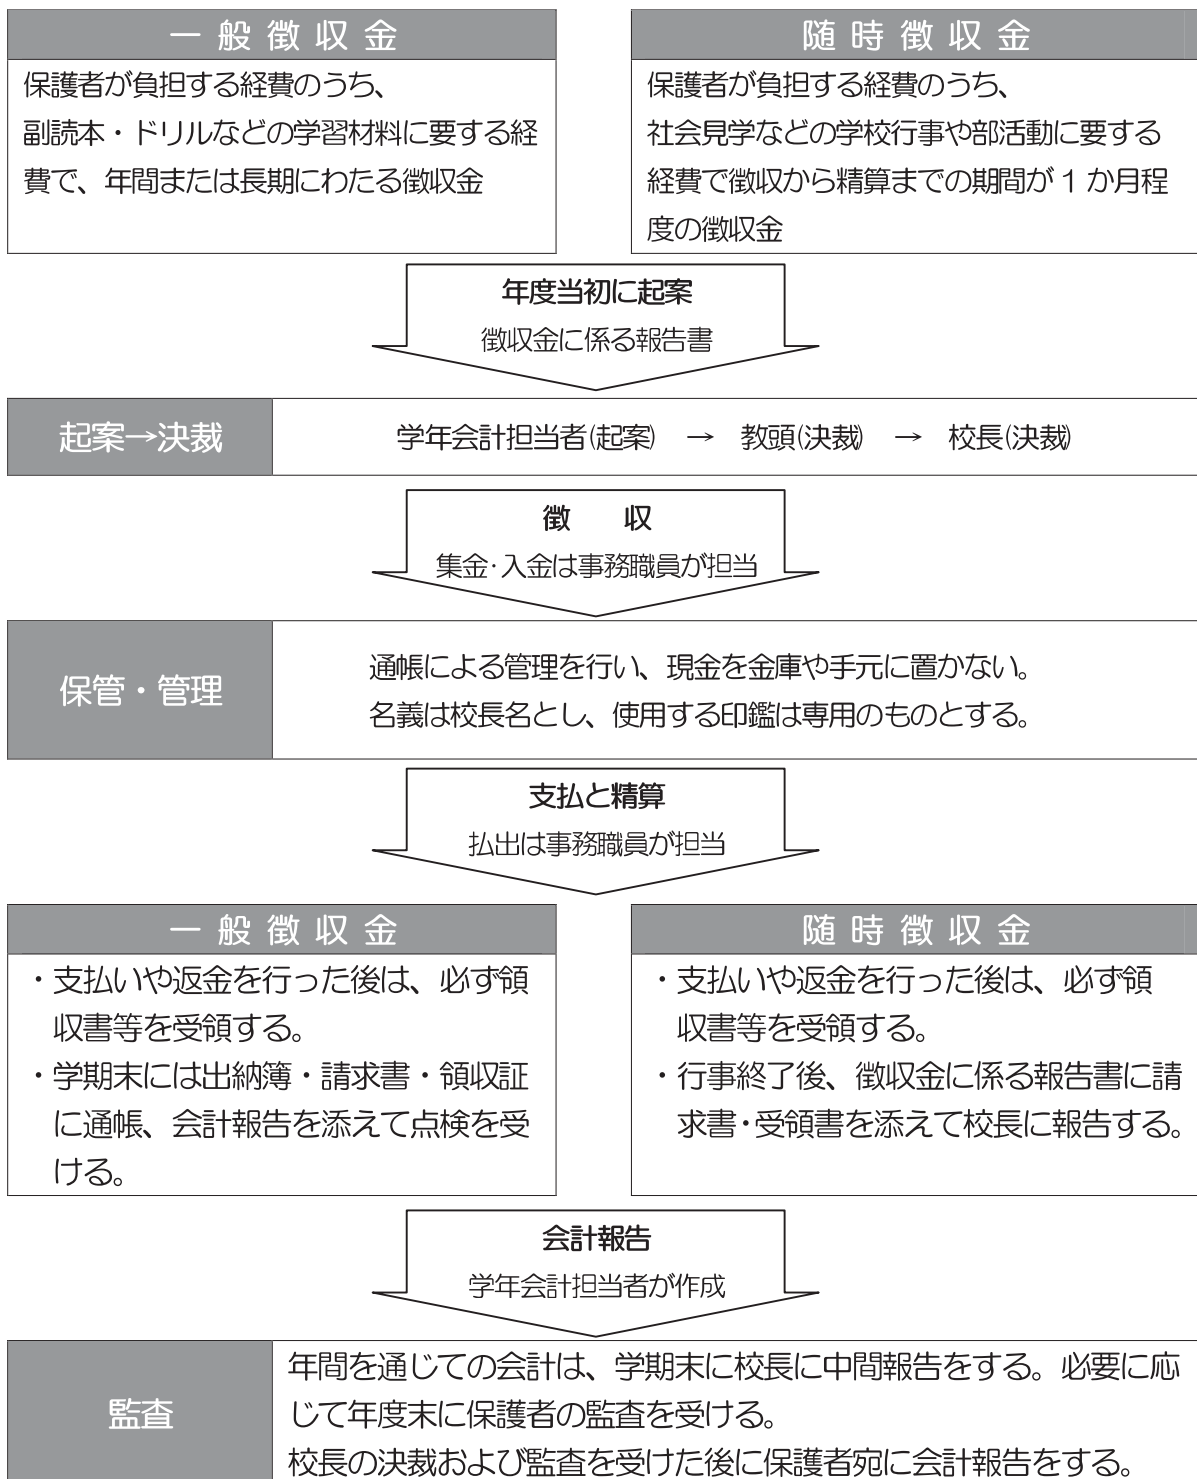 一般徴収金
保護者が負担する経費のうち、
副読本・ドリルなどの学習材料に要する経
費で、年間または長期にわたる徴収金
随時徴収金
保護者が負担する経費のうち、
社会見学などの学校行事や部活動に要する
経費で徴収から精算までの期間が1か月程
度の徴収金
年度当初に起案
徴収金に係る報告書
起案→決裁
学年会計担当者(起案) → 教頭(決裁) → 校長(決裁)
徴 収
集金・入金は事務職員が担当
保管・管理
通帳による管理を行い、現金を金庫や手元に置かない。
名義は校長名とし、使用する印鑑は専用のものとする。
支払と精算
払出は事務職員が担当
一般徴収金
・支払いや返金を行った後は、必ず領
収書等を受領する。
・学期末には出納簿・請求書・領収証
に通帳、会計報告を添えて点検を受
ける。
随時徴収金
・支払いや返金を行った後は、必ず領
収書等を受領する。
・行事終了後、徴収金に係る報告書に請
求書・受領書を添えて校長に報告する。
会計報告
学年会計担当者が作成
監査
年間を通じての会計は、学期末に校長に中間報告をする。必要に応
じて年度末に保護者の監査を受ける。
校長の決裁および監査を受けた後に保護者宛に会計報告をする。